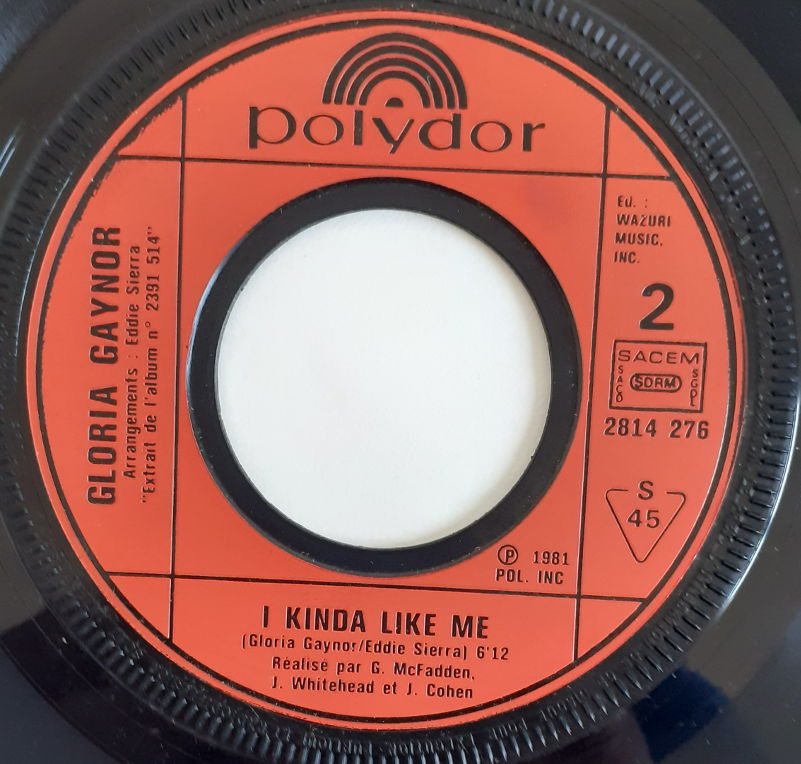 polydor
GLORIA GAYNOR
Arrangements : Eddie Sierra
"Extrait de l'album n° 2391 514"
Ed. :
WAZURI
MUSIC,
INC.
2
SACEM
SACD
SDRM
SGDL
2814 276
S
45
℗ 1981
POL. INC
I KINDA LIKE ME
(Gloria Gaynor/Eddie Sierra) 6'12
Réalisé par G. McFadden,
J. Whitehead et J. Cohen